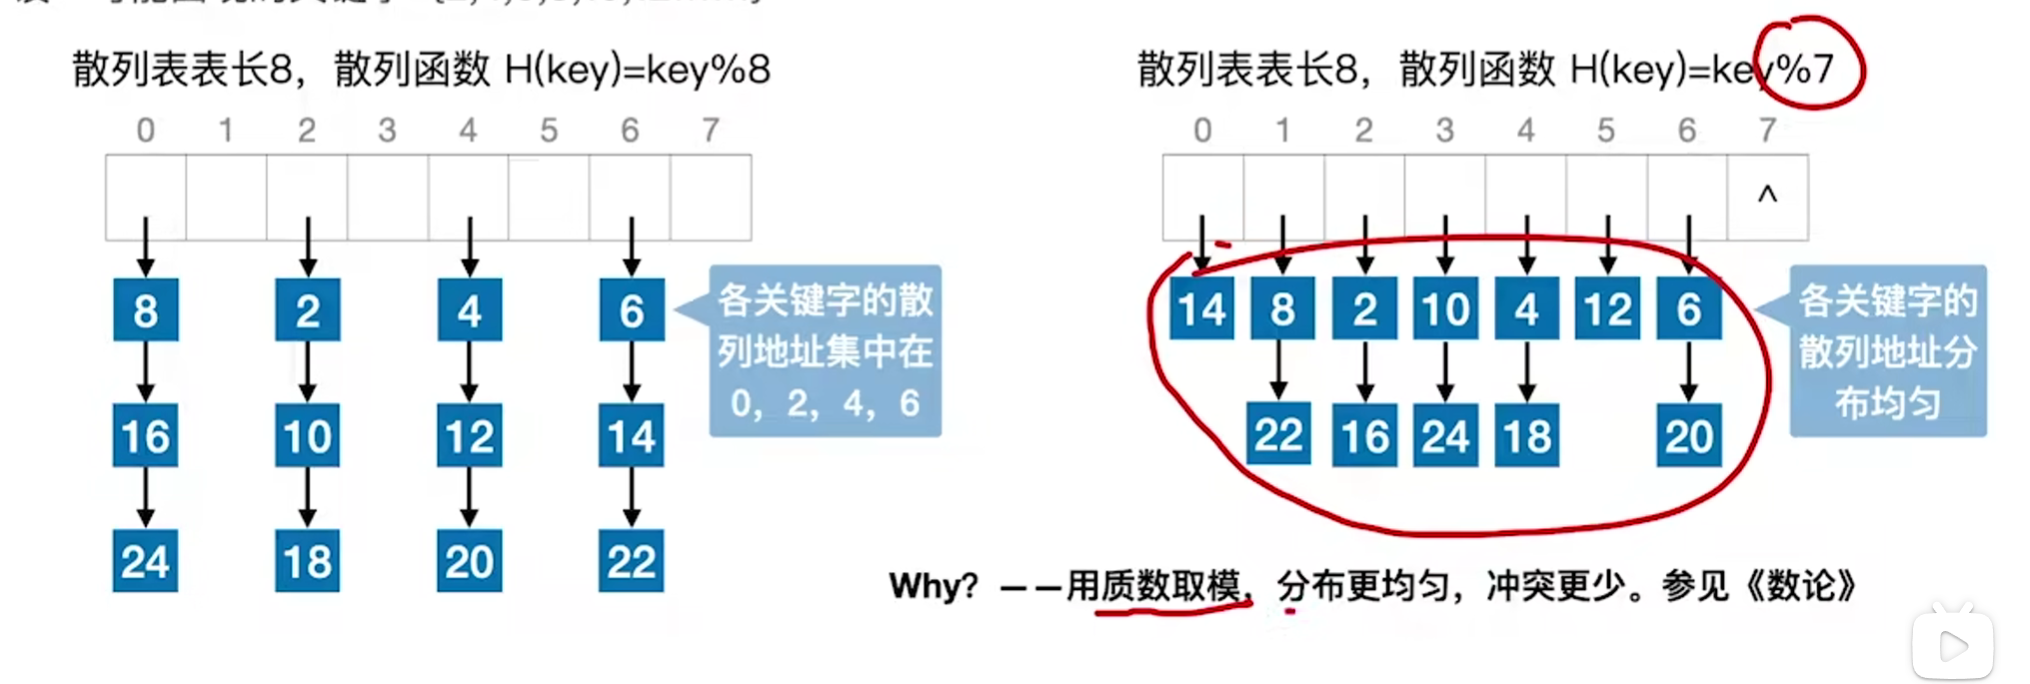 散列表表长8，散列函数 H(key)=key%8
0 1 2 3 4 5 6 7
8 2 4 6
16 10 12 14
24 18 20 22
各关键字的散
列地址集中在
0，2，4，6
散列表表长8，散列函数 H(key)=key%7
0 1 2 3 4 5 6 7
^
14 8 2 10 4 12 6
22 16 24 18 20
各关键字的
散列地址分
布均匀
Why？——用质数取模，分布更均匀，冲突更少。参见《数论》